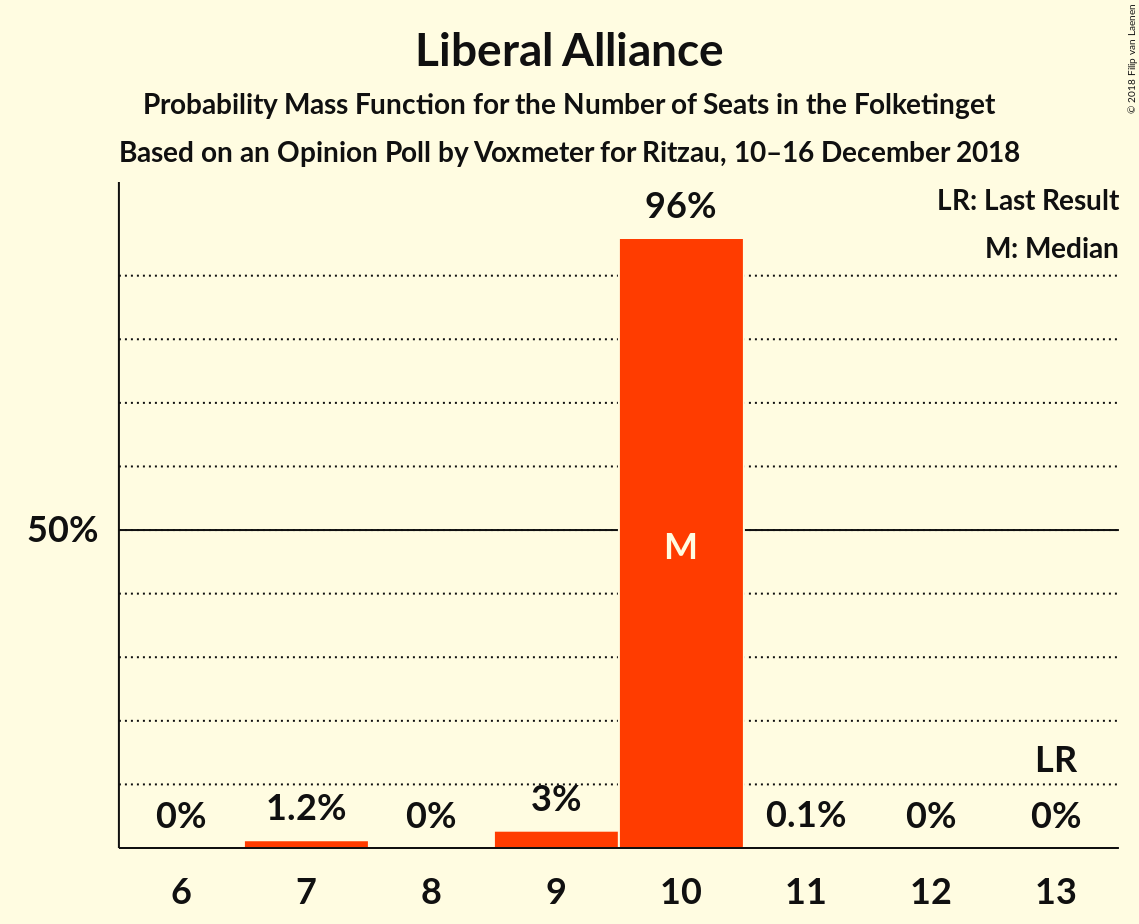 Liberal Alliance
Probability Mass Function for the Number of Seats in the Folketinget
Based on an Opinion Poll by Voxmeter for Ritzau, 10–16 December 2018
© 2018 Filip van Laenen
LR: Last Result
M: Median
96%
50%
M
LR
0% 1.2% 0% 3% 0.1% 0% 0%
6 7 8 9 10 11 12 13